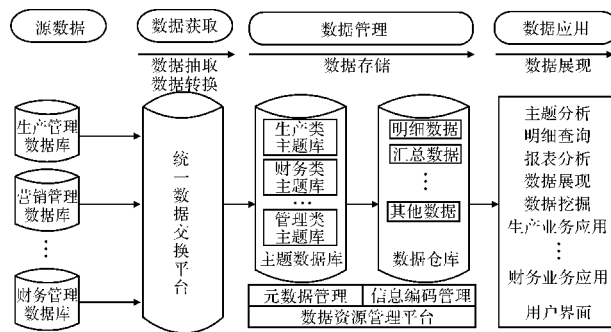 源数据
数据获取
数据管理
数据应用
数据抽取
数据转换
数据存储
数据展现
生产管理
数据库
营销管理
数据库
财务管理
数据库
统一数据交换平台
生产类
主题库
财务类
主题库
管理类
主题库
主题数据库
明细数据
汇总数据
其他数据
数据仓库
元数据管理
信息编码管理
数据资源管理平台
主题分析
明细查询
报表分析
数据展现
数据挖掘
生产业务应用
财务业务应用
用户界面